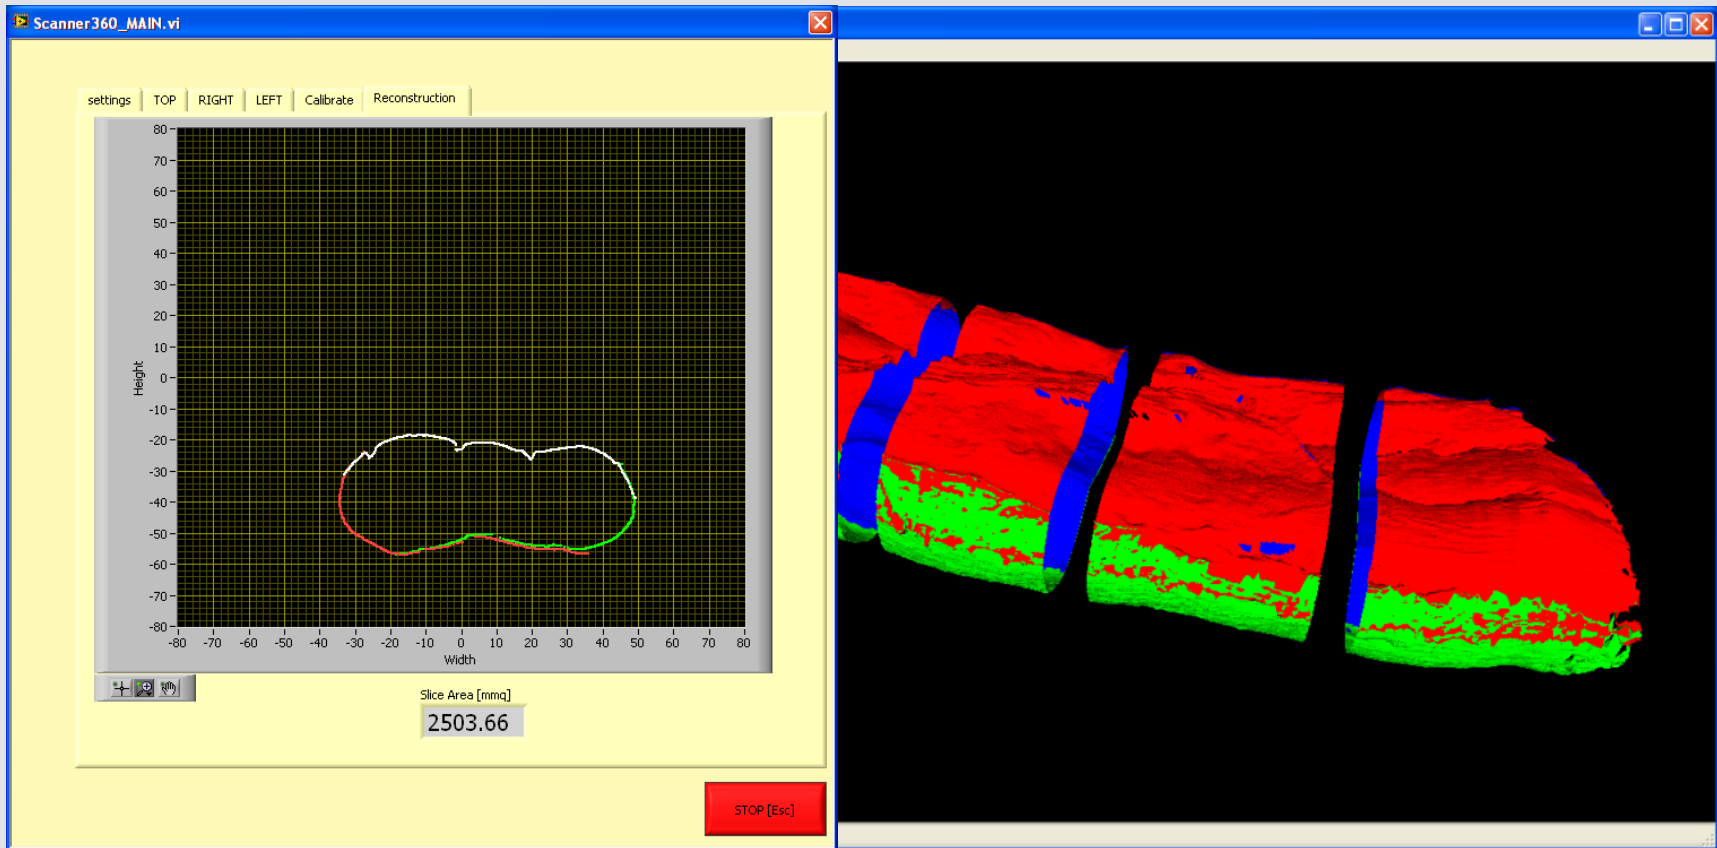 Scanner360_MAIN.vi
settings TOP RIGHT LEFT Calibrate Reconstruction
80
70
60
50
40
30
20
10
0
-10
-20
-30
-40
-50
-60
-70
-80
Height
-80 -70 -60 -50 -40 -30 -20 -10 0 10 20 30 40 50 60 70 80
Width
Slice Area [mmq]
2503.66
STOP [Esc]